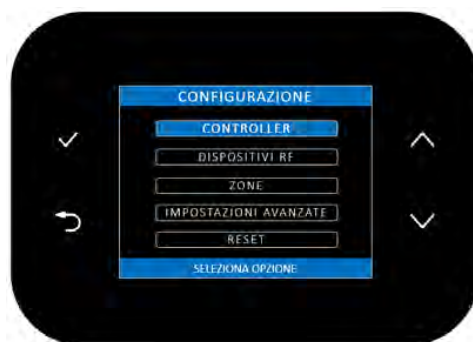 CONFIGURAZIONE
CONTROLLER
DISPOSITIVI RF
ZONE
IMPOSTAZIONI AVANZATE
RESET
SELEZIONA OPZIONE